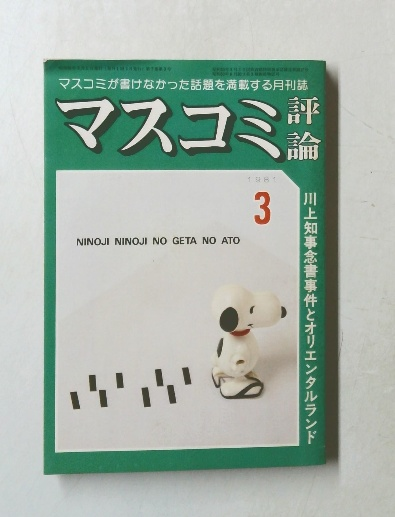 マスコミが書けなかった話題を満載する月刊誌
マスコミ評論
1981
3
NINOJI NINOJI NO GETA NO ATO
川上知事念書事件とオリエンタルランド